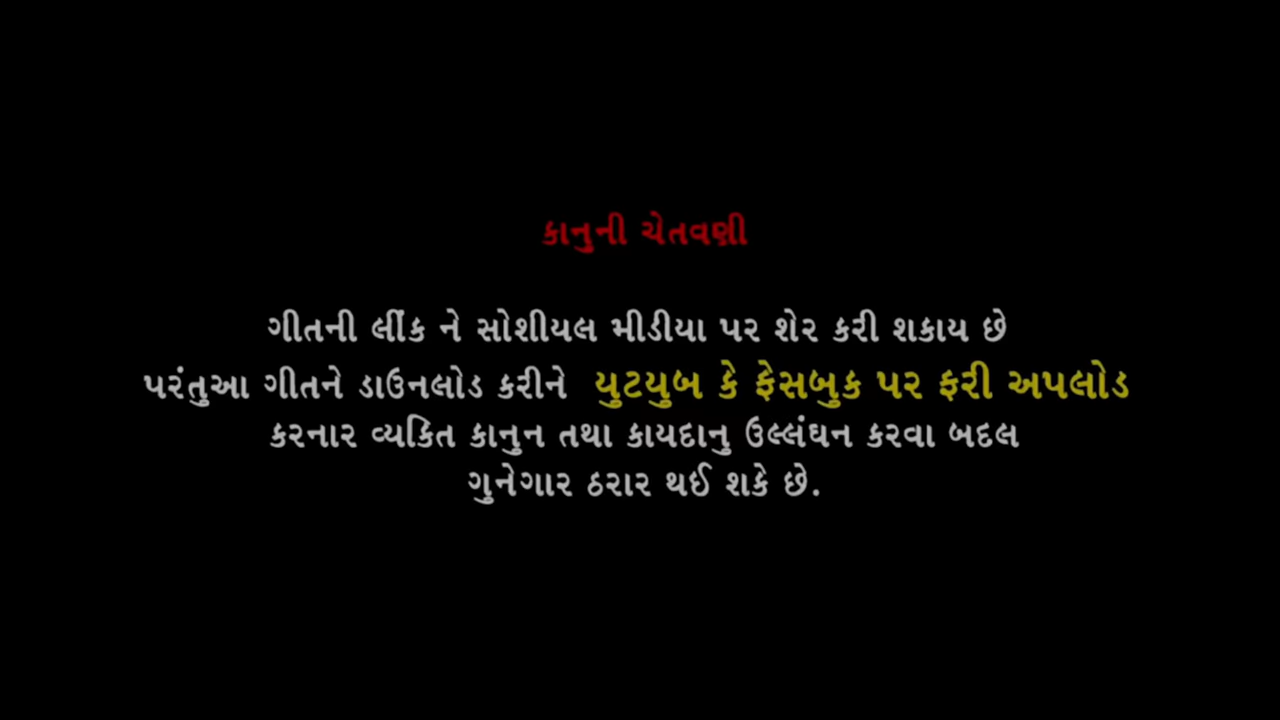 કાનુની ચેતવણી
ગીતની લીંક ને સોશીયલ મીડીયા પર શેર કરી શકાય છે
પરંતુઆ ગીતને ડાઉનલોડ કરીને યુટયુબ કે ફેસબુક પર ફરી અપલોડ
કરનાર વ્યકિત કાનુન તથા કાયદાનુ ઉલ્લંઘન કરવા બદલ
ગુનેગાર ઠરાર થઈ શકે છે.